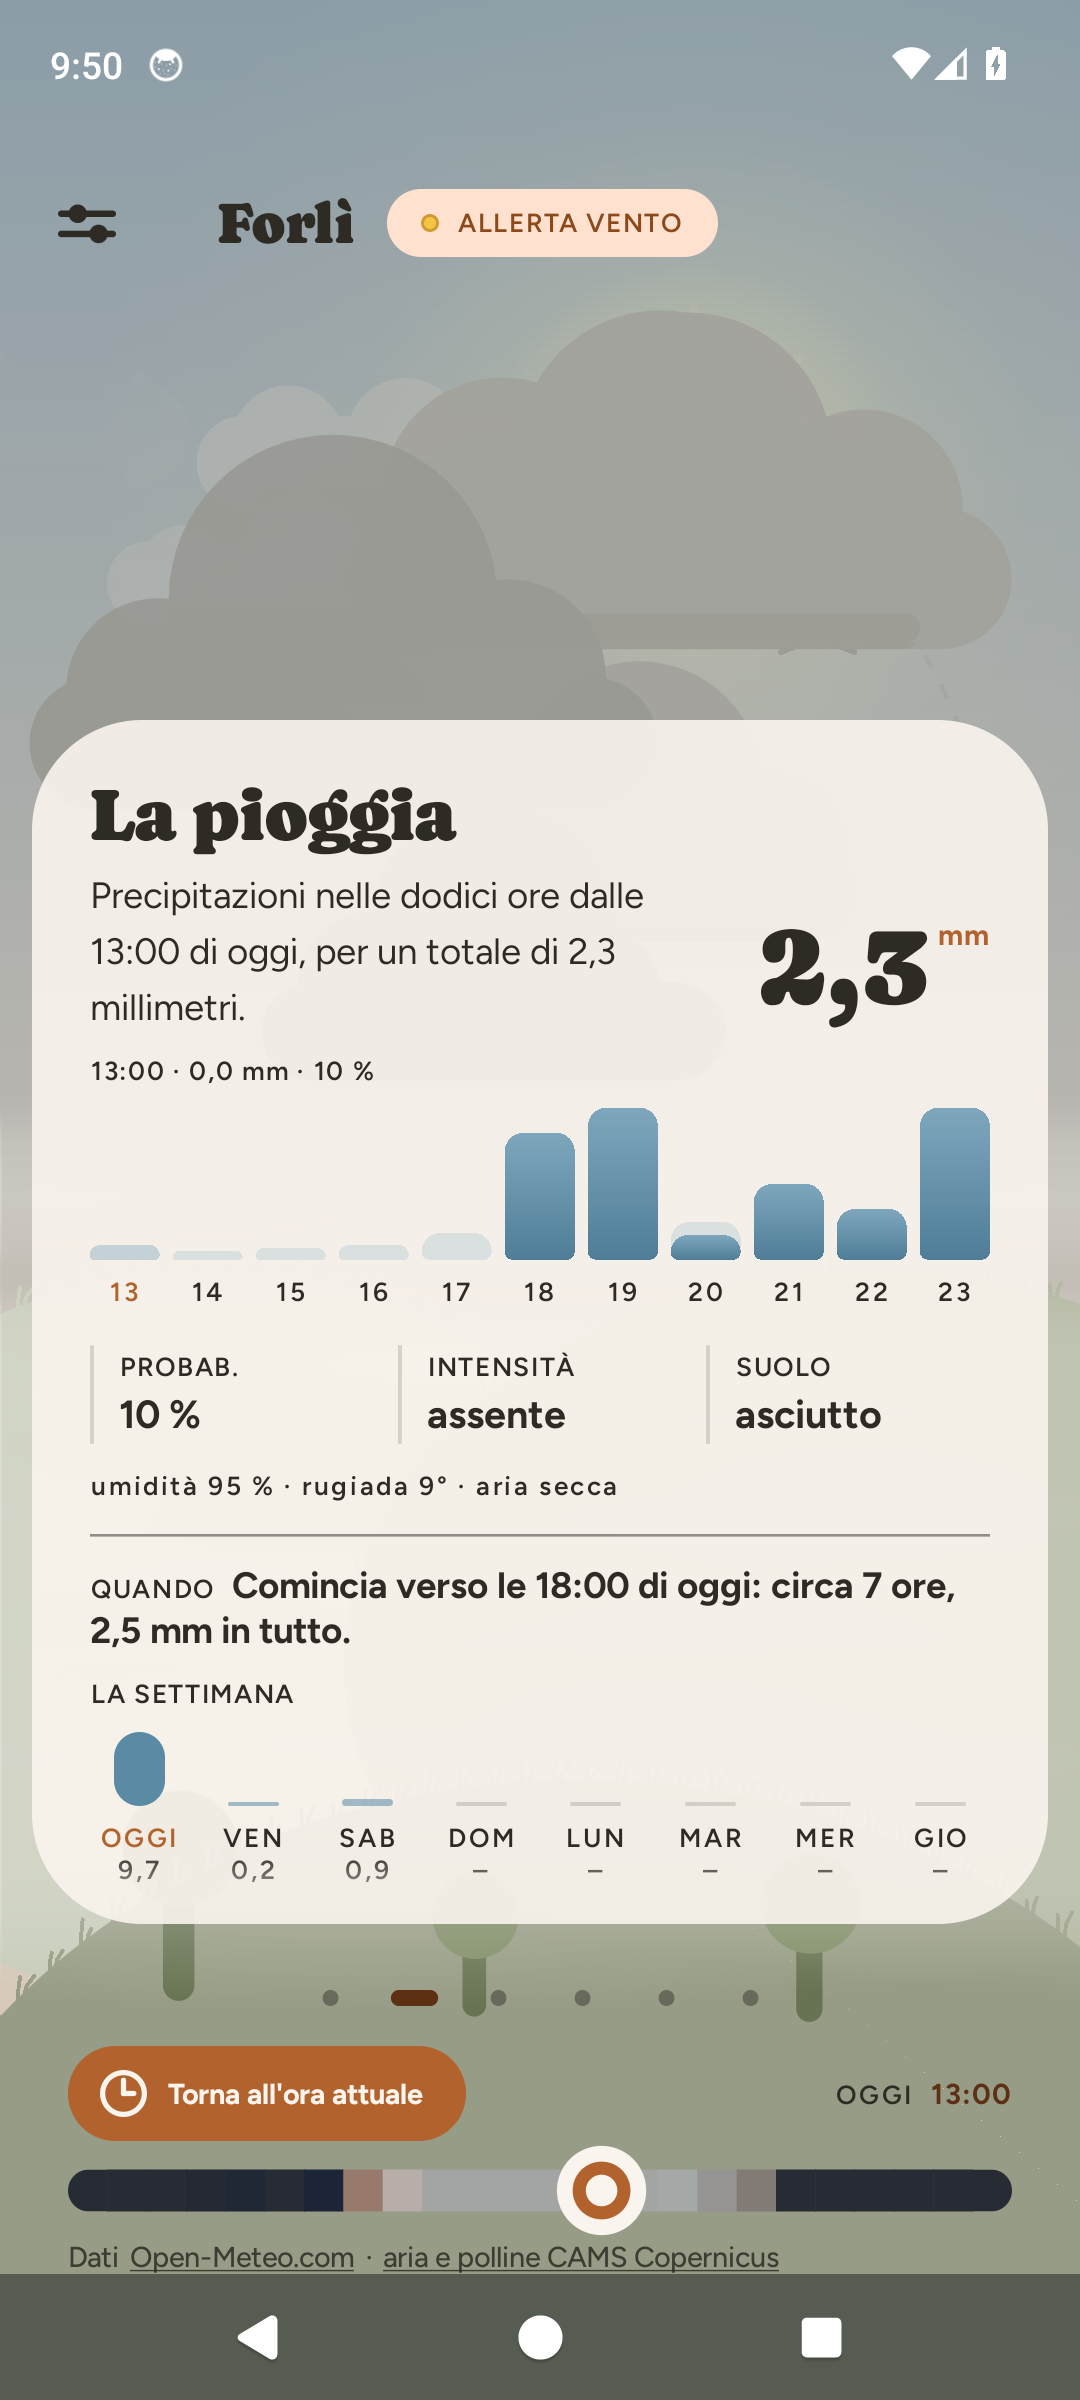 9:50
Forlì
ALLERTA VENTO
La pioggia
Precipitazioni nelle dodici ore dalle
13:00 di oggi, per un totale di 2,3
millimetri.
2,3 mm
13:00 · 0,0 mm · 10 %
13 14 15 16 17 18 19 20 21 22 23
PROBAB. INTENSITÀ SUOLO
10 % assente asciutto
umidità 95 % · rugiada 9° · aria secca
QUANDO Comincia verso le 18:00 di oggi: circa 7 ore,
2,5 mm in tutto.
LA SETTIMANA
OGGI VEN SAB DOM LUN MAR MER GIO
9,7 0,2 0,9 – – – – –
Torna all'ora attuale
OGGI 13:00
Dati Open-Meteo.com · aria e polline CAMS Copernicus